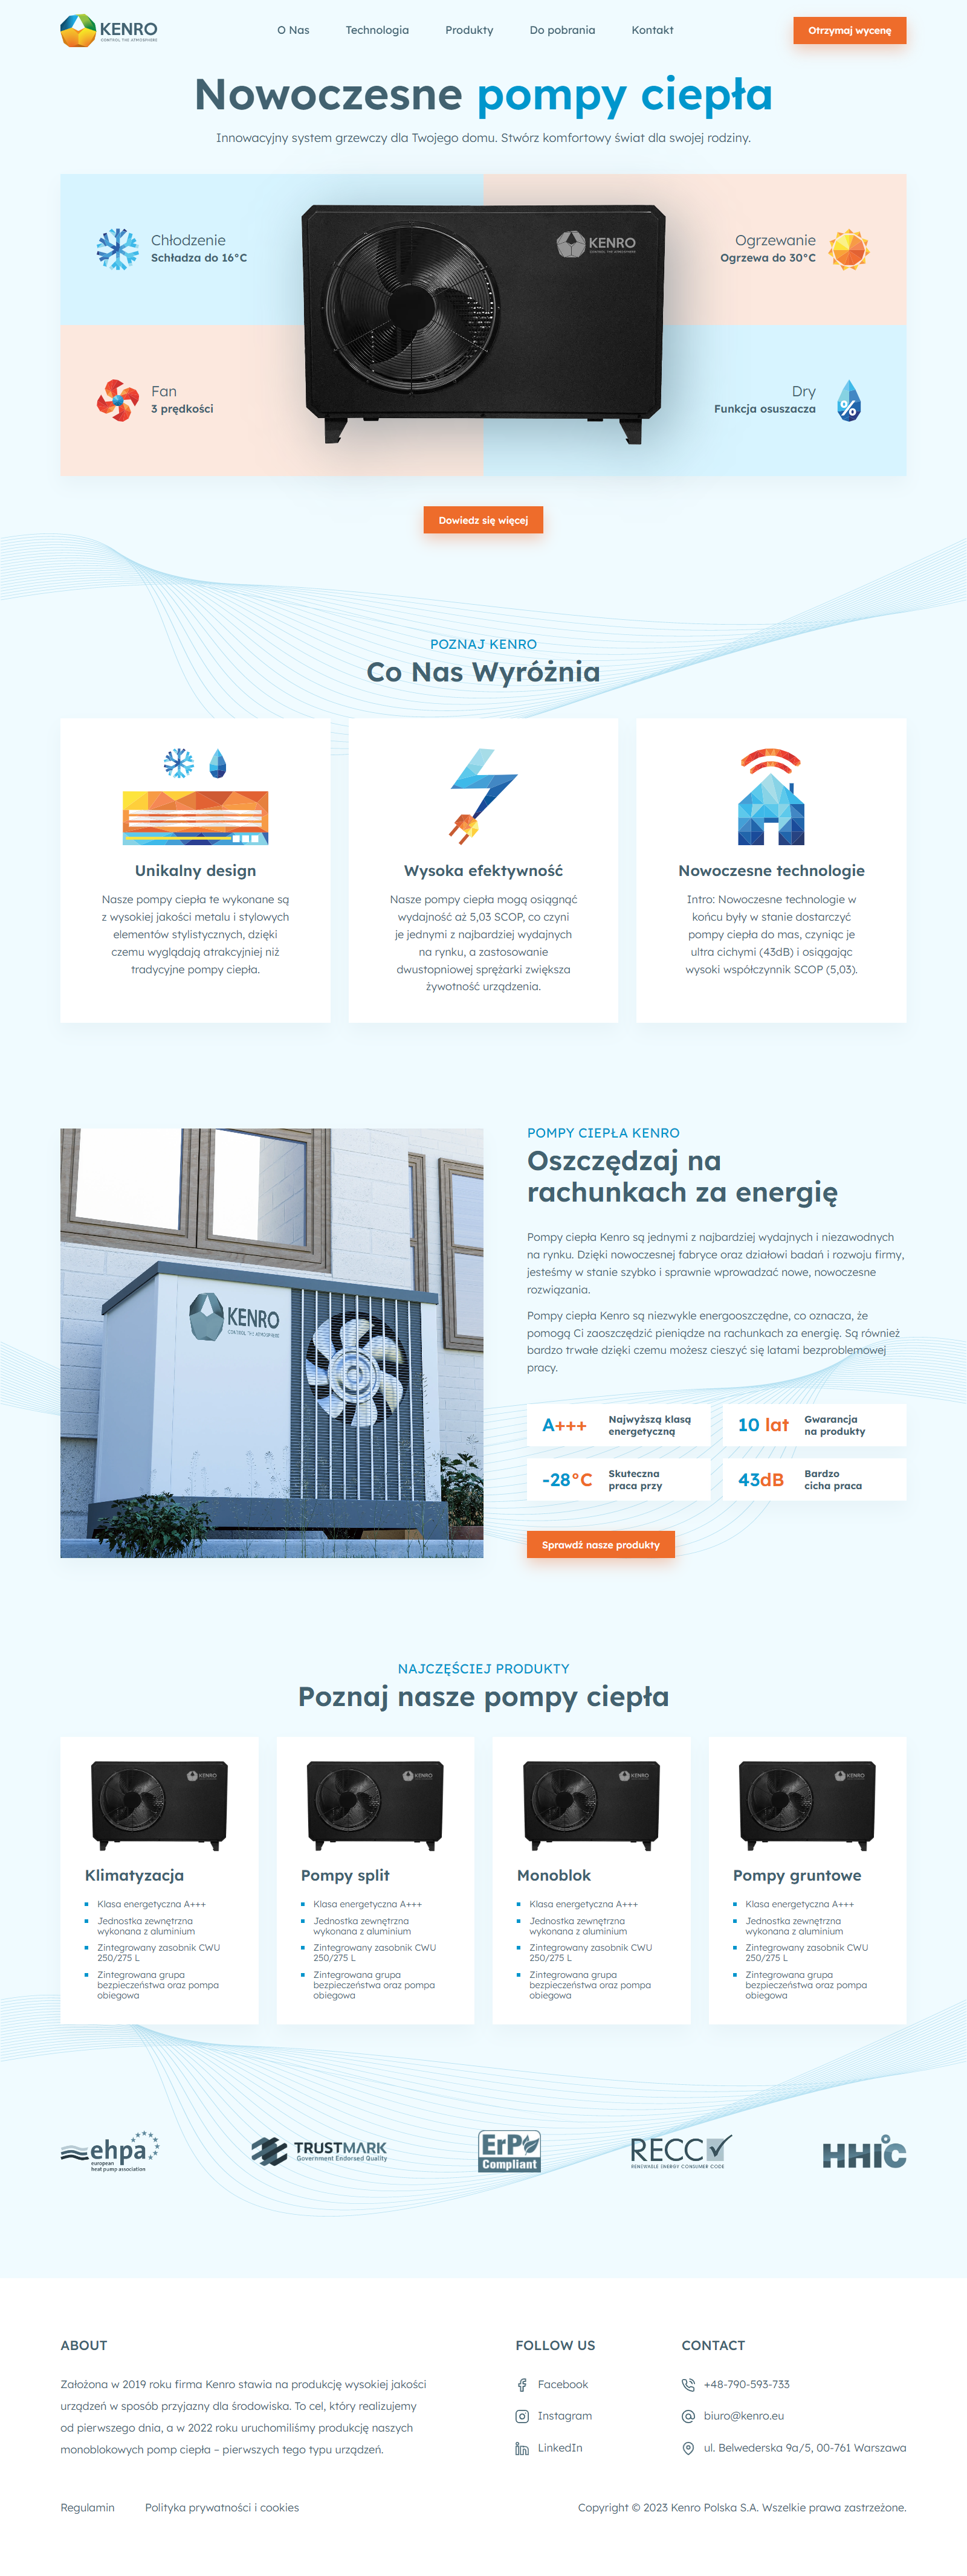 KENRO
CONTROL THE ATMOSPHERE
O Nas
Technologia
Produkty
Do pobrania
Kontakt
Otrzymaj wycenę
Nowoczesne pompy ciepła
Innowacyjny system grzewczy dla Twojego domu. Stwórz komfortowy świat dla swojej rodziny.
Chłodzenie
Schładza do 16°C
KENRO
CONTROL THE ATMOSPHERE
Ogrzewanie
Ogrzewa do 30°C
Fan
3 prędkości
Dry
Funkcja osuszacza
%
Dowiedz się więcej
POZNAJ KENRO
Co Nas Wyróżnia
Unikalny design
Nasze pompy ciepła te wykonane są
z wysokiej jakości metalu i stylowych
elementów stylistycznych, dzięki
czemu wyglądają atrakcyjniej niż
tradycyjne pompy ciepła.
Wysoka efektywność
Nasze pompy ciepła mogą osiągnąć
wydajność aż 5,03 SCOP, co czyni
je jednymi z najbardziej wydajnych
na rynku, a zastosowanie
dwustopniowej sprężarki zwiększa
żywotność urządzenia.
Nowoczesne technologie
Intro: Nowoczesne technologie w
końcu były w stanie dostarczyć
pompy ciepła do mas, czyniąc je
ultra cichymi (43dB) i osiągając
wysoki współczynnik SCOP (5,03).
KENRO
CONTROL THE ATMOSPHERE
POMPY CIEPŁA KENRO
Oszczędzaj na
rachunkach za energię
Pompy ciepła Kenro są jednymi z najbardziej wydajnych i niezawodnych
na rynku. Dzięki nowoczesnej fabryce oraz działowi badań i rozwoju firmy,
jesteśmy w stanie szybko i sprawnie wprowadzać nowe, nowoczesne
rozwiązania.
Pompy ciepła Kenro są niezwykle energooszczędne, co oznacza, że
pomogą Ci zaoszczędzić pieniądze na rachunkach za energię. Są również
bardzo trwałe dzięki czemu możesz cieszyć się latami bezproblemowej
pracy.
A+++
Najwyższą klasą
energetyczną
10 lat
Gwarancja
na produkty
-28°C
Skuteczna
praca przy
43dB
Bardzo
cicha praca
Sprawdź nasze produkty
NAJCZĘŚCIEJ PRODUKTY
Poznaj nasze pompy ciepła
KENRO
Klimatyzacja
Klasa energetyczna A+++
Jednostka zewnętrzna
wykonana z aluminium
Zintegrowany zasobnik CWU
250/275 L
Zintegrowana grupa
bezpieczeństwa oraz pompa
obiegowa
KENRO
Pompy split
Klasa energetyczna A+++
Jednostka zewnętrzna
wykonana z aluminium
Zintegrowany zasobnik CWU
250/275 L
Zintegrowana grupa
bezpieczeństwa oraz pompa
obiegowa
KENRO
Monoblok
Klasa energetyczna A+++
Jednostka zewnętrzna
wykonana z aluminium
Zintegrowany zasobnik CWU
250/275 L
Zintegrowana grupa
bezpieczeństwa oraz pompa
obiegowa
KENRO
Pompy gruntowe
Klasa energetyczna A+++
Jednostka zewnętrzna
wykonana z aluminium
Zintegrowany zasobnik CWU
250/275 L
Zintegrowana grupa
bezpieczeństwa oraz pompa
obiegowa
ehpa
european
heat pump association
TRUSTMARK
Government Endorsed Quality
ErP
Compliant
RECC
RENEWABLE ENERGY CONSUMER CODE
HHIC
ABOUT
Założona w 2019 roku firma Kenro stawia na produkcję wysokiej jakości
urządzeń w sposób przyjazny dla środowiska. To cel, który realizujemy
od pierwszego dnia, a w 2022 roku uruchomiliśmy produkcję naszych
monoblokowych pomp ciepła – pierwszych tego typu urządzeń.
FOLLOW US
Facebook
Instagram
LinkedIn
CONTACT
+48-790-593-733
biuro@kenro.eu
ul. Belwederska 9a/5, 00-761 Warszawa
Regulamin
Polityka prywatności i cookies
Copyright © 2023 Kenro Polska S.A. Wszelkie prawa zastrzeżone.